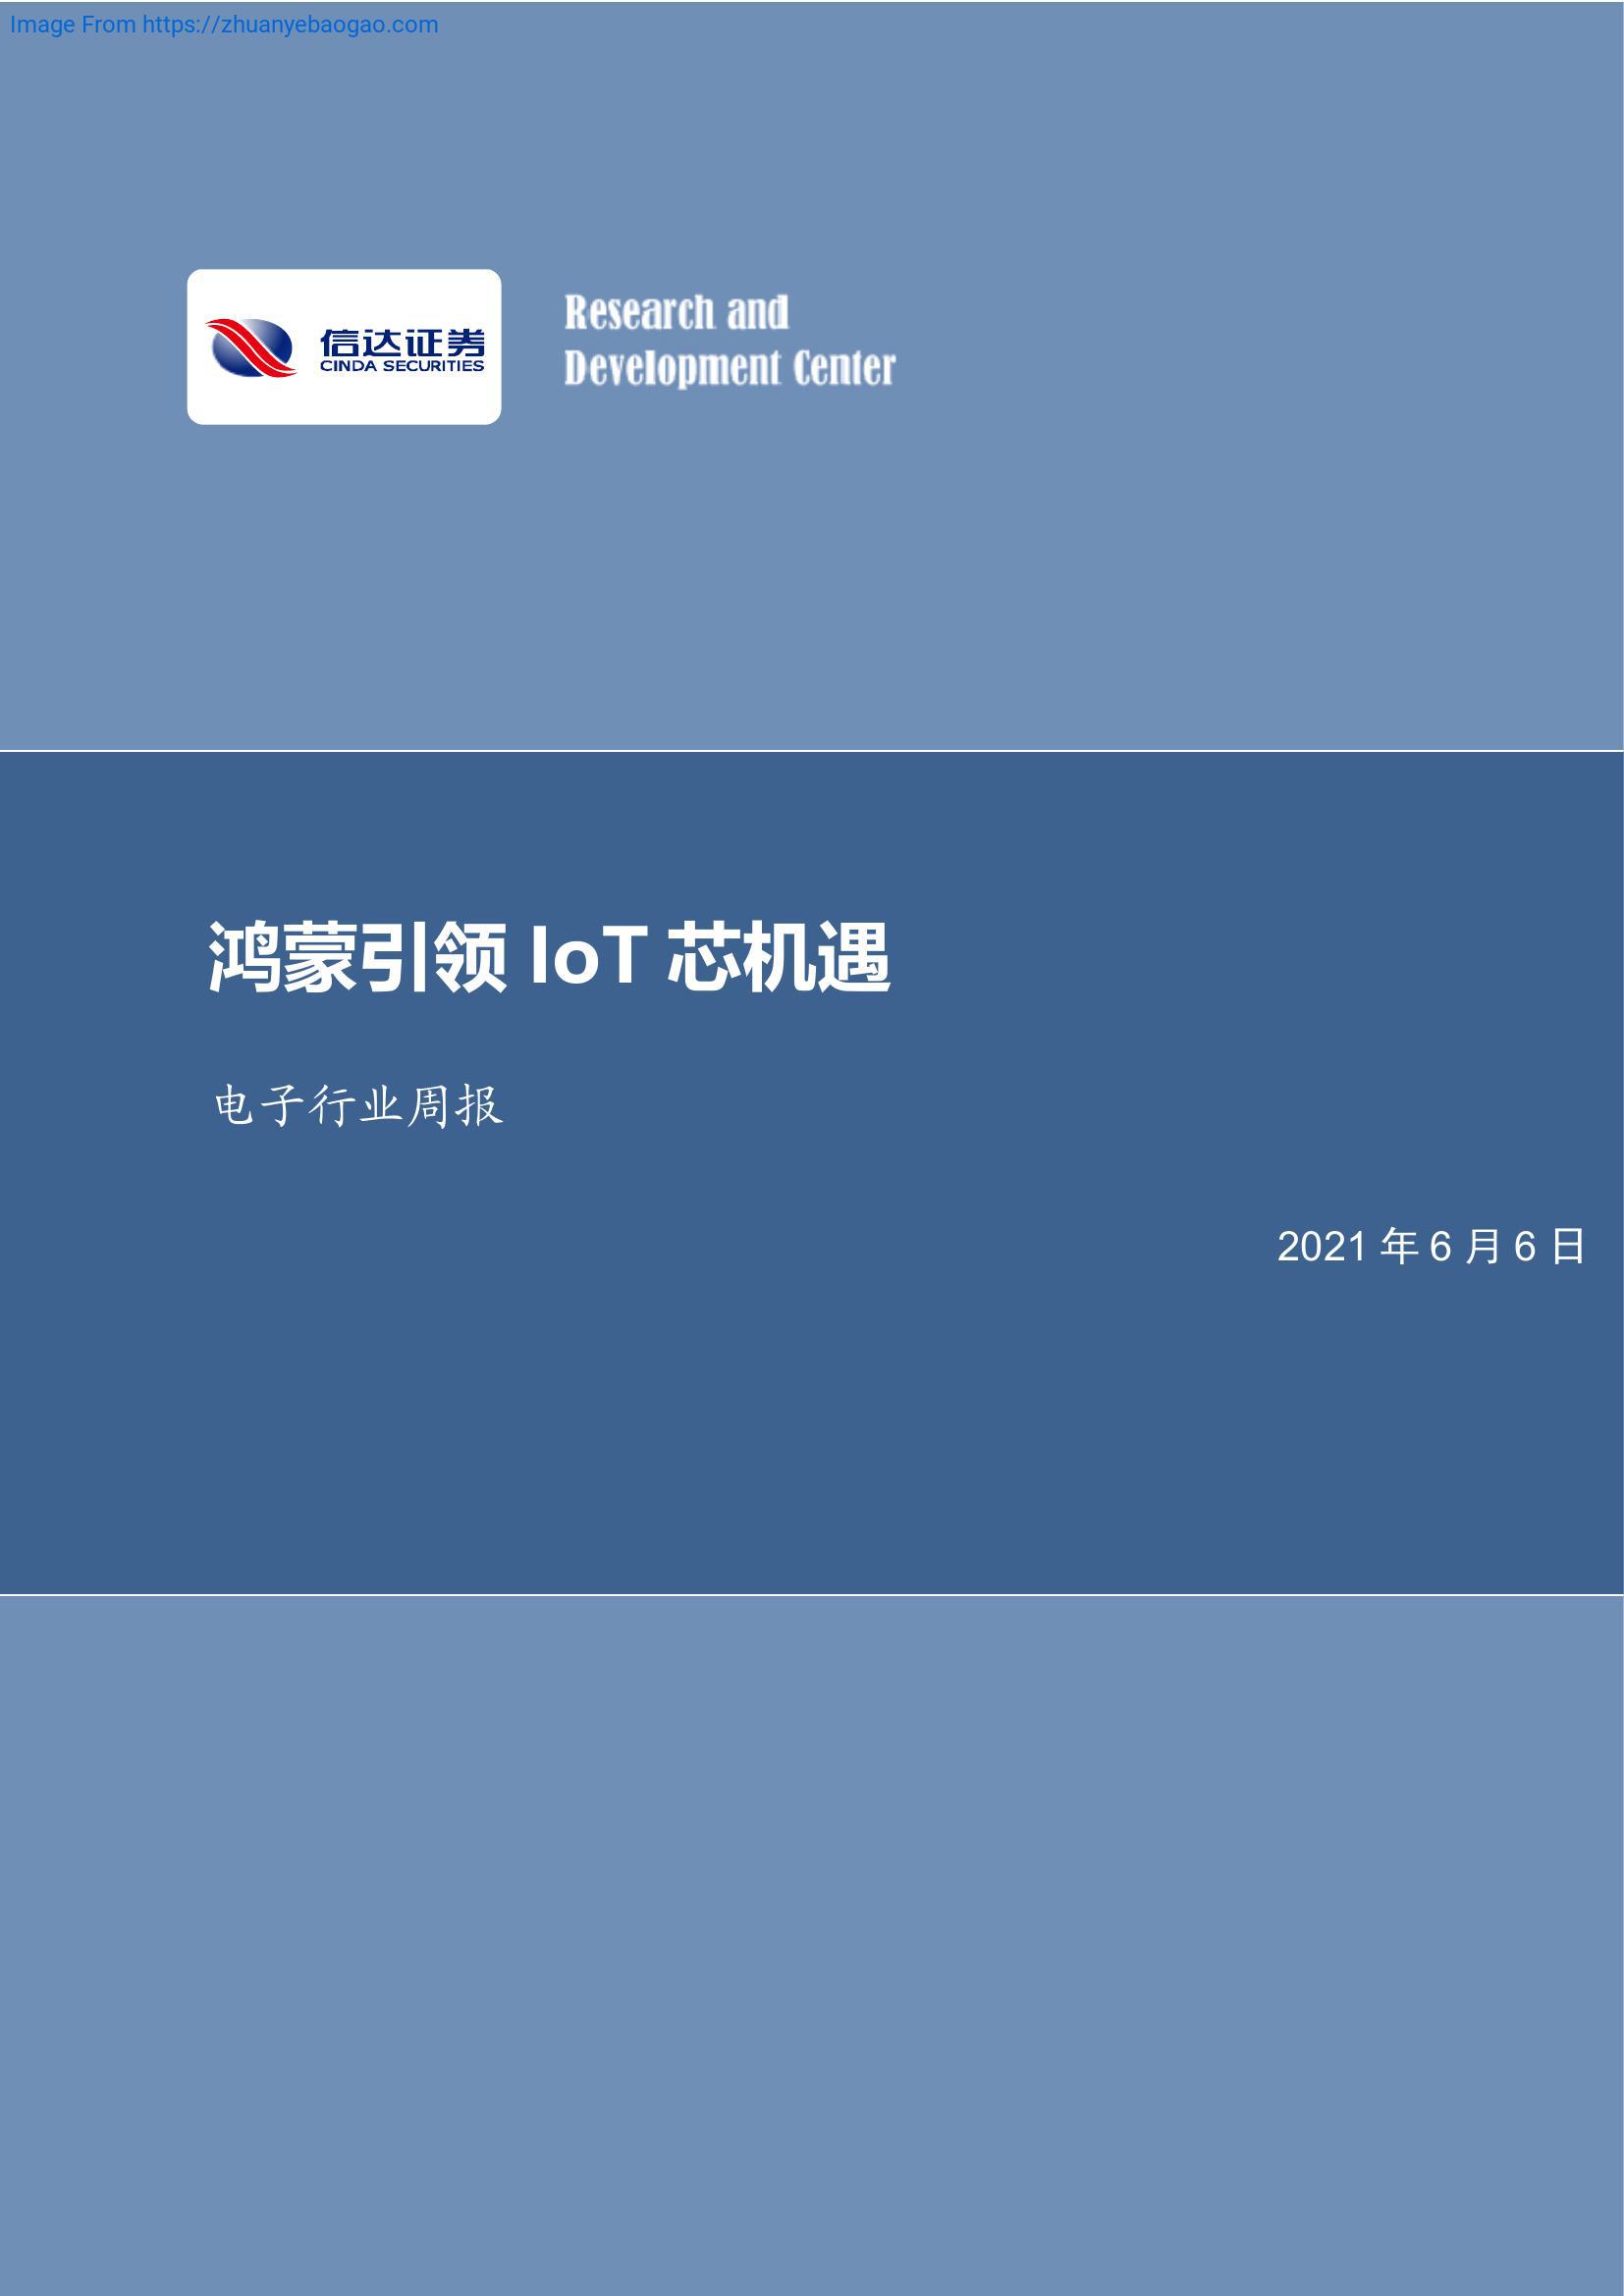 Image From https://zhuanyebaogao.com
信达证券
CINDA SECURITIES
Research and
Development Center
鸿蒙引领 IoT 芯机遇
电子行业周报
2021 年 6 月 6 日